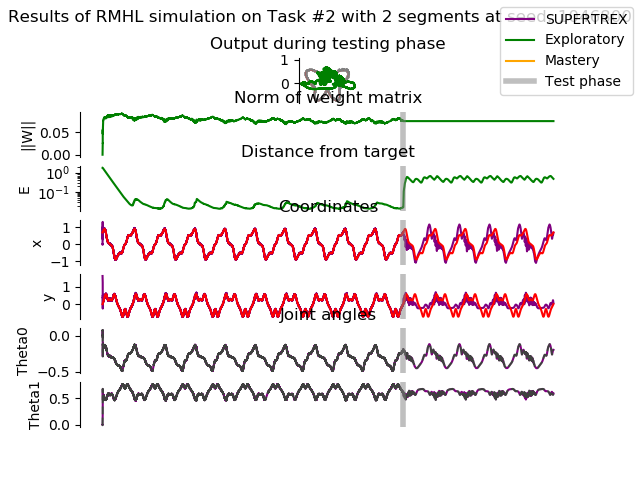 Results of RMHL simulation on Task #2 with 2 segments at
SUPERTREX
Exploratory
Mastery
Test phase
Output during testing phase
1
0
Norm of weight matrix
||W||
0.05
0.00
Distance from target
E
10⁰
10⁻¹
Coordinates
x
1
0
−1
y
1
0
Joint angles
Theta0
0.0
−0.5
Theta1
0.5
0.0